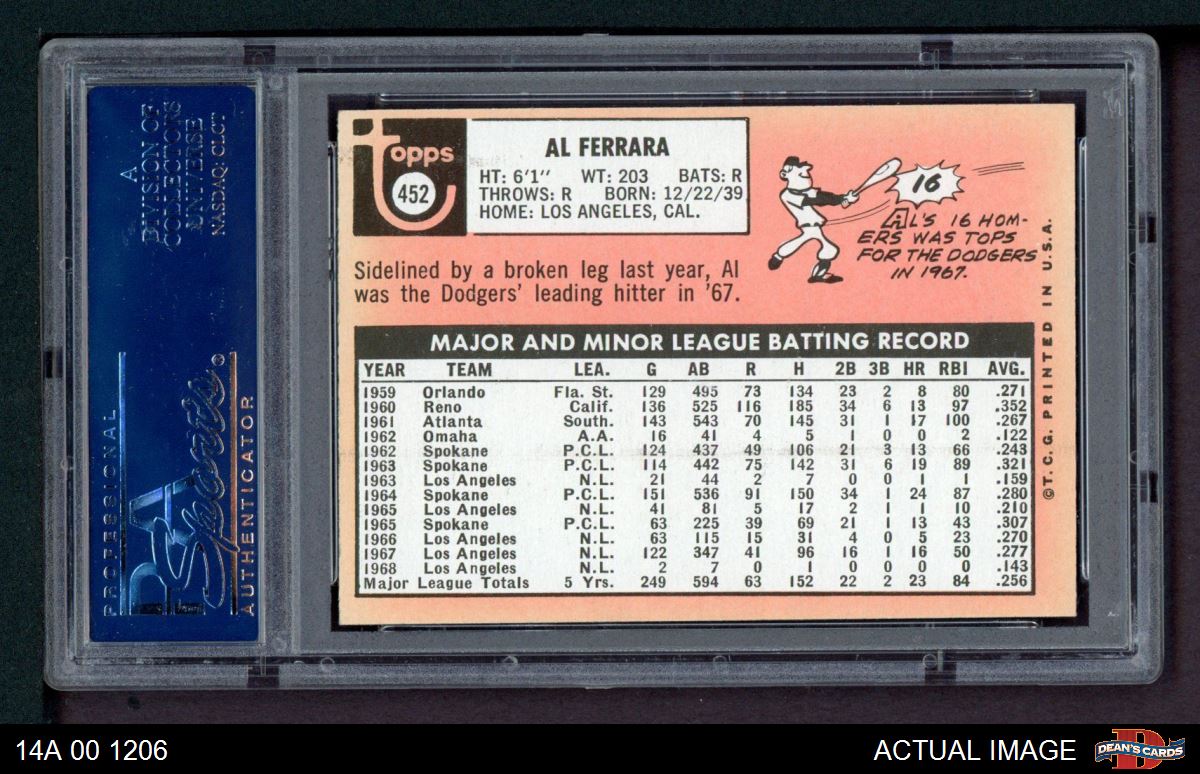 A
DIVISION OF
COLLECTORS
UNIVERSE
NASDAQ: CLCT
PROFESSIONAL
PSA
Sports®
AUTHENTICATOR
topps
452
AL FERRARA
HT: 6'1" WT: 203 BATS: R
THROWS: R BORN: 12/22/39
HOME: LOS ANGELES, CAL.
16
AL'S 16 HOM-
ERS WAS TOPS
FOR THE DODGERS
IN 1967.
Sidelined by a broken leg last year, Al
was the Dodgers' leading hitter in '67.
MAJOR AND MINOR LEAGUE BATTING RECORD
YEAR TEAM LEA. G AB R H 2B 3B HR RBI AVG.
1959 Orlando Fla. St. 129 495 73 134 23 2 8 80 .271
1960 Reno Calif. 136 525 116 185 34 6 13 97 .352
1961 Atlanta South. 143 543 70 145 31 1 17 100 .267
1962 Omaha A.A. 16 41 4 5 1 0 0 2 .122
1962 Spokane P.C.L. 124 437 49 106 21 3 13 66 .243
1963 Spokane P.C.L. 114 442 75 142 31 6 19 89 .321
1963 Los Angeles N.L. 21 44 2 7 0 0 1 1 .159
1964 Spokane P.C.L. 151 536 91 150 34 1 24 87 .280
1965 Los Angeles N.L. 41 81 5 17 2 1 1 10 .210
1965 Spokane P.C.L. 63 225 39 69 21 1 13 43 .307
1966 Los Angeles N.L. 63 115 15 31 4 0 5 23 .270
1967 Los Angeles N.L. 122 347 41 96 16 1 16 50 .277
1968 Los Angeles N.L. 2 7 0 1 0 0 0 0 .143
Major League Totals 5 Yrs. 249 594 63 152 22 2 23 84 .256
©T.C.G. PRINTED IN U.S.A.
14A 00 1206
ACTUAL IMAGE
D
DEAN'S CARDS